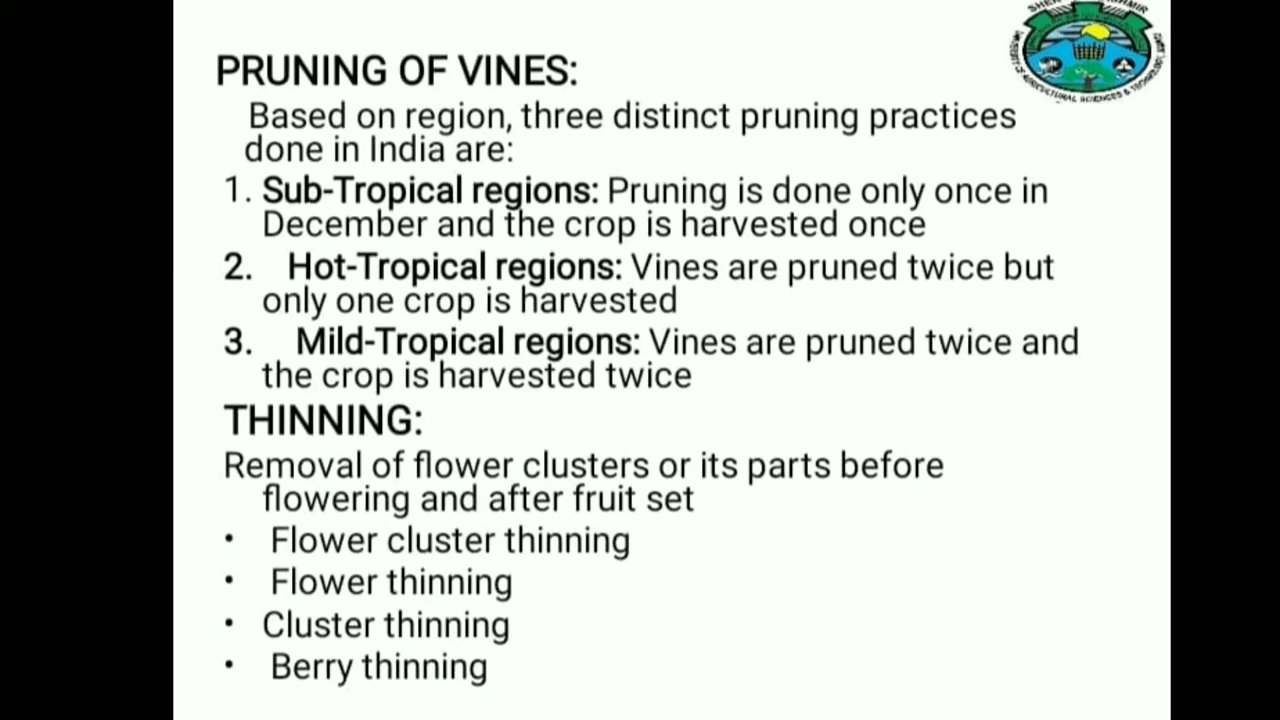 PRUNING OF VINES:
Based on region, three distinct pruning practices
done in India are:
1. Sub-Tropical regions: Pruning is done only once in
December and the crop is harvested once
2. Hot-Tropical regions: Vines are pruned twice but
only one crop is harvested
3. Mild-Tropical regions: Vines are pruned twice and
the crop is harvested twice
THINNING:
Removal of flower clusters or its parts before
flowering and after fruit set
• Flower cluster thinning
• Flower thinning
• Cluster thinning
• Berry thinning